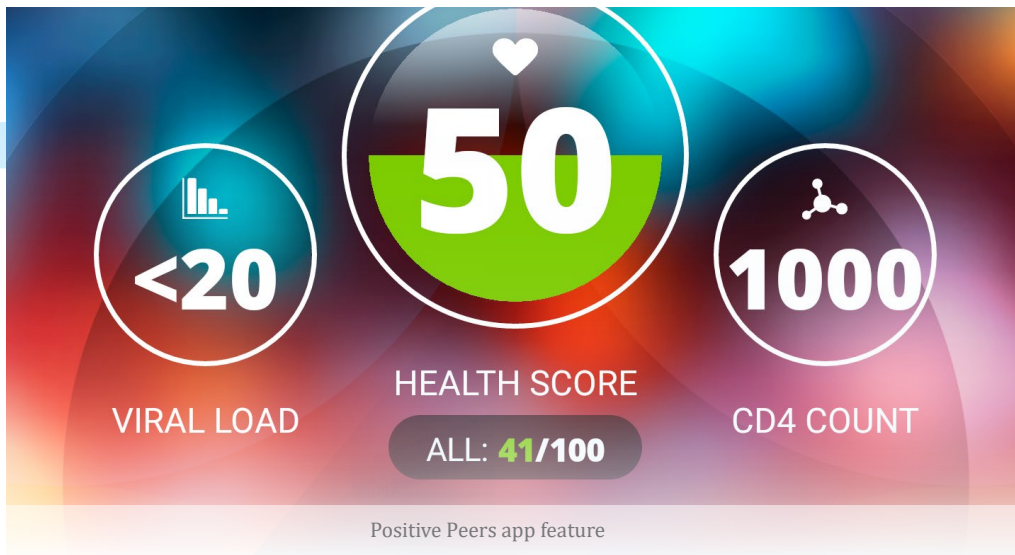 50
<20
1000
HEALTH SCORE
VIRAL LOAD
CD4 COUNT
ALL: 41/100
Positive Peers app feature